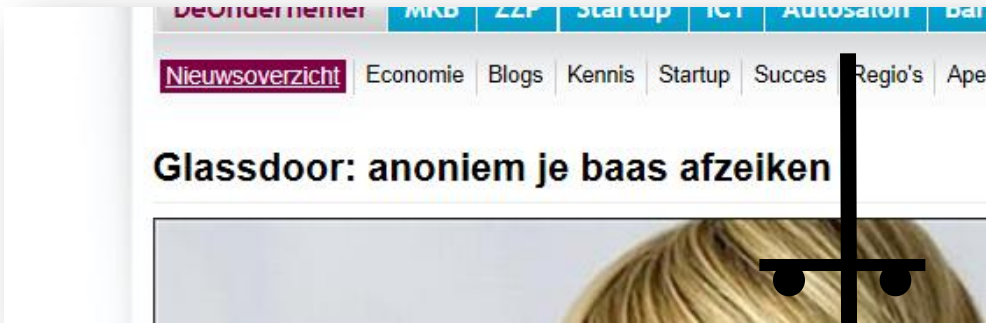 DeOndernemer MKB ZZP Startup ICT Autosalon
Nieuwsoverzicht Economie Blogs Kennis Startup Succes Regio's
Glassdoor: anoniem je baas afzeiken